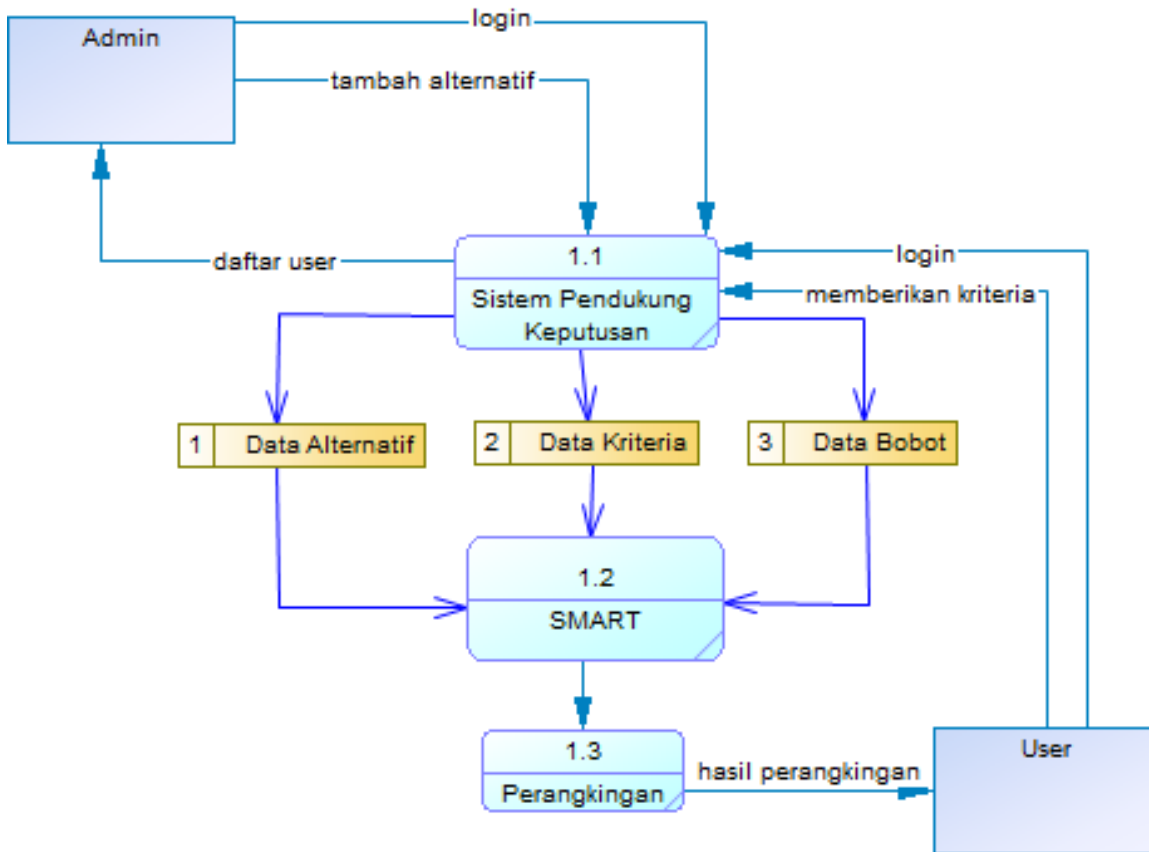 Admin
login
tambah alternatif
daftar user
1.1
Sistem Pendukung
Keputusan
login
memberikan kriteria
1 Data Alternatif
2 Data Kriteria
3 Data Bobot
1.2
SMART
1.3
Perangkingan
hasil perangkingan
User